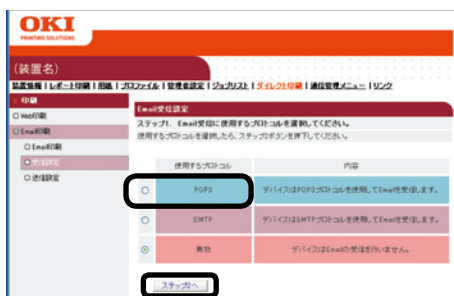 OKI
PRINTING SOLUTIONS
(装置名)
装置情報 | レポート印刷 | 用紙 | プロファイル | 管理者設定 | ジョブリスト | ダイレクト印刷 | 通信管理メニュー | リンク
印刷
Web印刷
Email印刷
Email印刷
受信設定
送信設定
Email受信設定
ステップ1. Email受信に使用するプロトコルを選択してください。
使用するプロトコルを選択したら、ステップ2ボタンを押下してください。
使用するプロトコル 内容
POP3 デバイスはPOP3プロトコルを使用してEmailを受信します。
SMTP デバイスはSMTPプロトコルを使用してEmailを受信します。
無効 デバイスはEmailの受信を行いません。
ステップ2へ